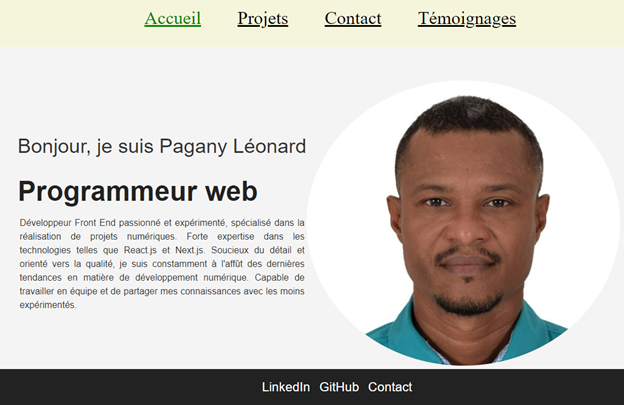 Accueil Projets Contact Témoignages
Bonjour, je suis Pagany Léonard
Programmeur web
Développeur Front End passionné et expérimenté, spécialisé dans la
réalisation de projets numériques. Forte expertise dans les
technologies telles que React.js et Next.js. Soucieux du détail et
orienté vers la qualité, je suis constamment à l'affût des dernières
tendances en matière de développement numérique. Capable de
travailler en équipe et de partager mes connaissances avec les moins
expérimentés.
LinkedIn GitHub Contact